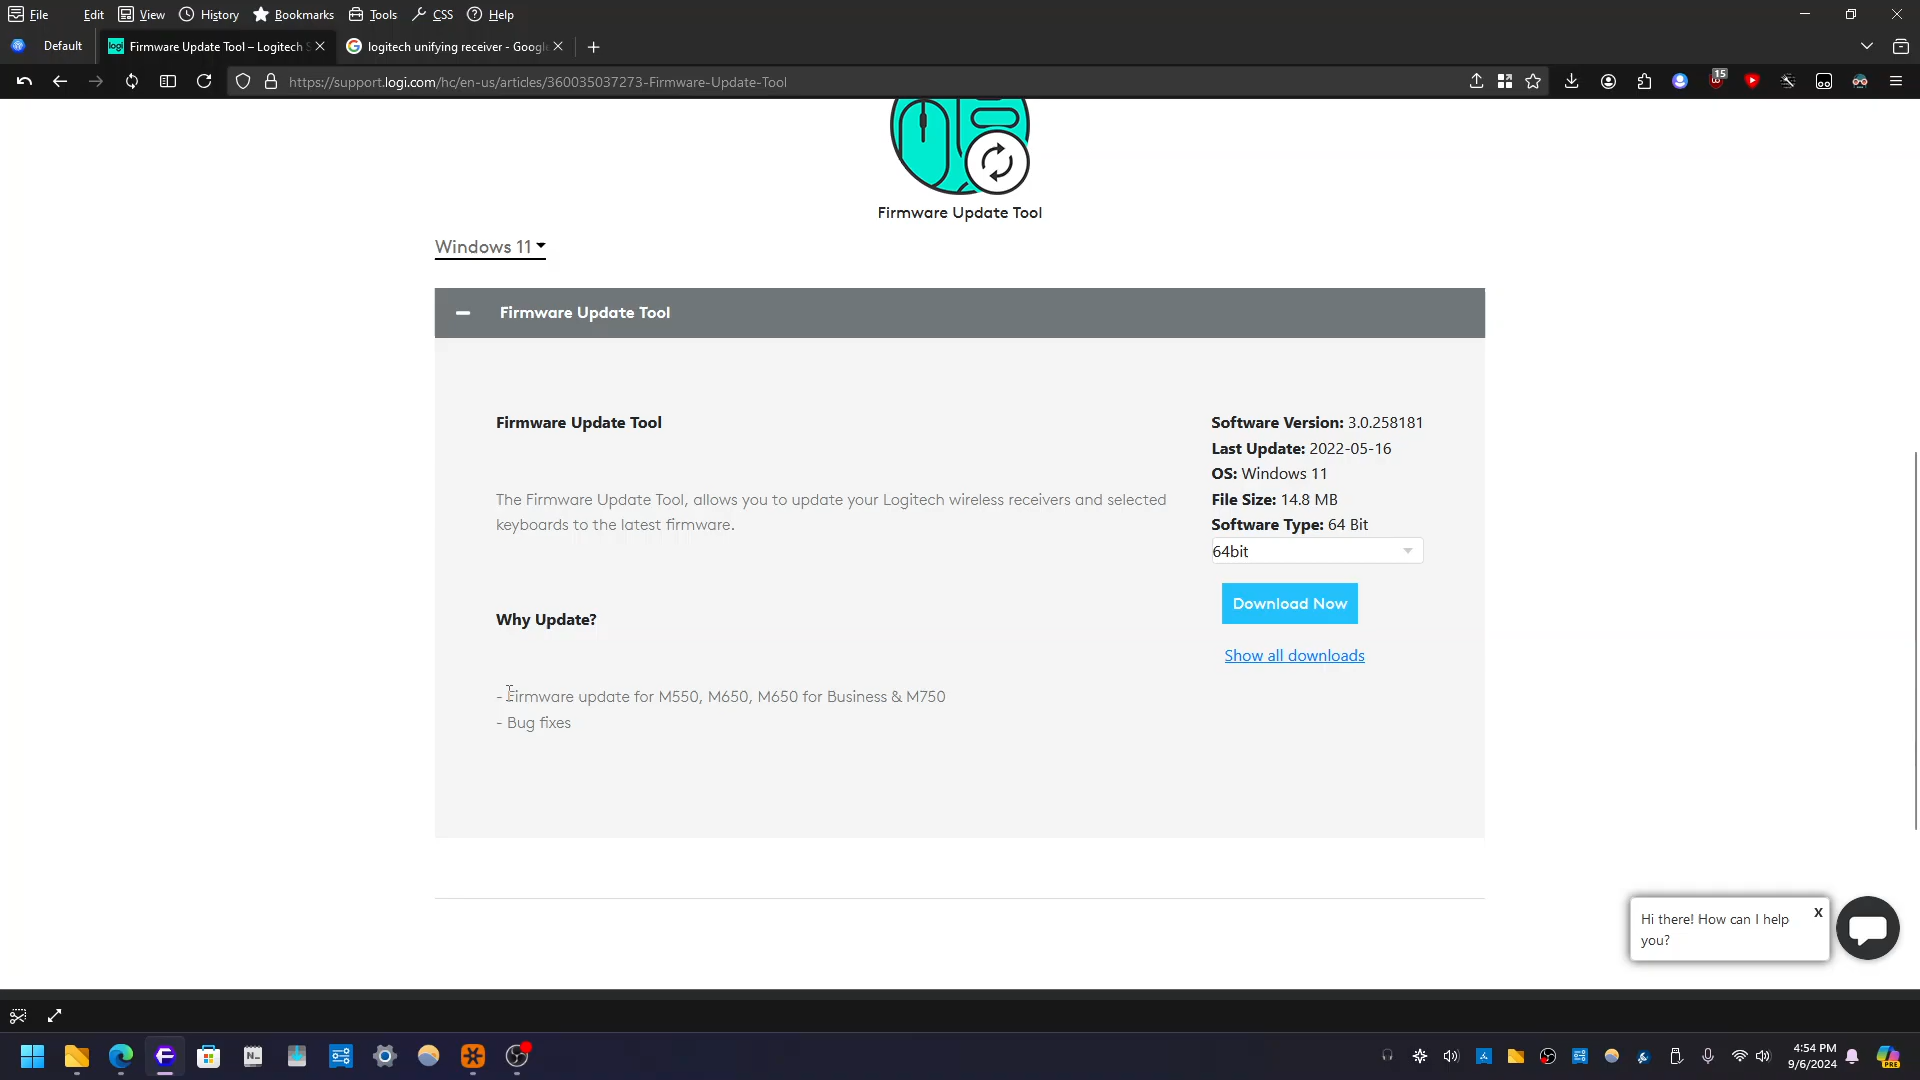 File Edit View History Bookmarks Tools CSS Help
Default logi Firmware Update Tool – Logitech S logitech unifying receiver - Googl
https://support.logi.com/hc/en-us/articles/360035037273-Firmware-Update-Tool 15
Firmware Update Tool
Windows 11
Firmware Update Tool
Firmware Update Tool
The Firmware Update Tool, allows you to update your Logitech wireless receivers and selected
keyboards to the latest firmware.
Why Update?
- Firmware update for M550, M650, M650 for Business & M750
- Bug fixes
Software Version: 3.0.258181
Last Update: 2022-05-16
OS: Windows 11
File Size: 14.8 MB
Software Type: 64 Bit
64bit
Download Now
Show all downloads
Hi there! How can I help
you?
X
4:54 PM
9/6/2024
PRE